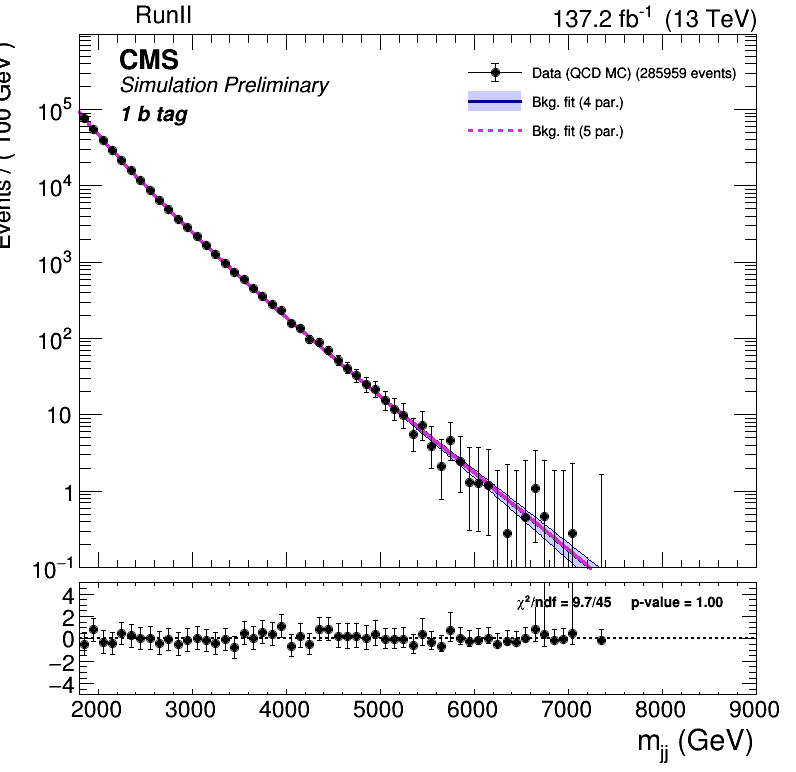 RunII
137.2 fb⁻¹ (13 TeV)
CMS
Simulation Preliminary
1 b tag
Data (QCD MC) (285959 events)
Bkg. fit (4 par.)
Bkg. fit (5 par.)
Events / ( 100 GeV )
10⁵
10⁴
10³
10²
10
1
10⁻¹
χ²/ndf = 9.7/45 p-value = 1.00
4
2
0
−2
−4
2000 3000 4000 5000 6000 7000 8000 9000
m_jj (GeV)